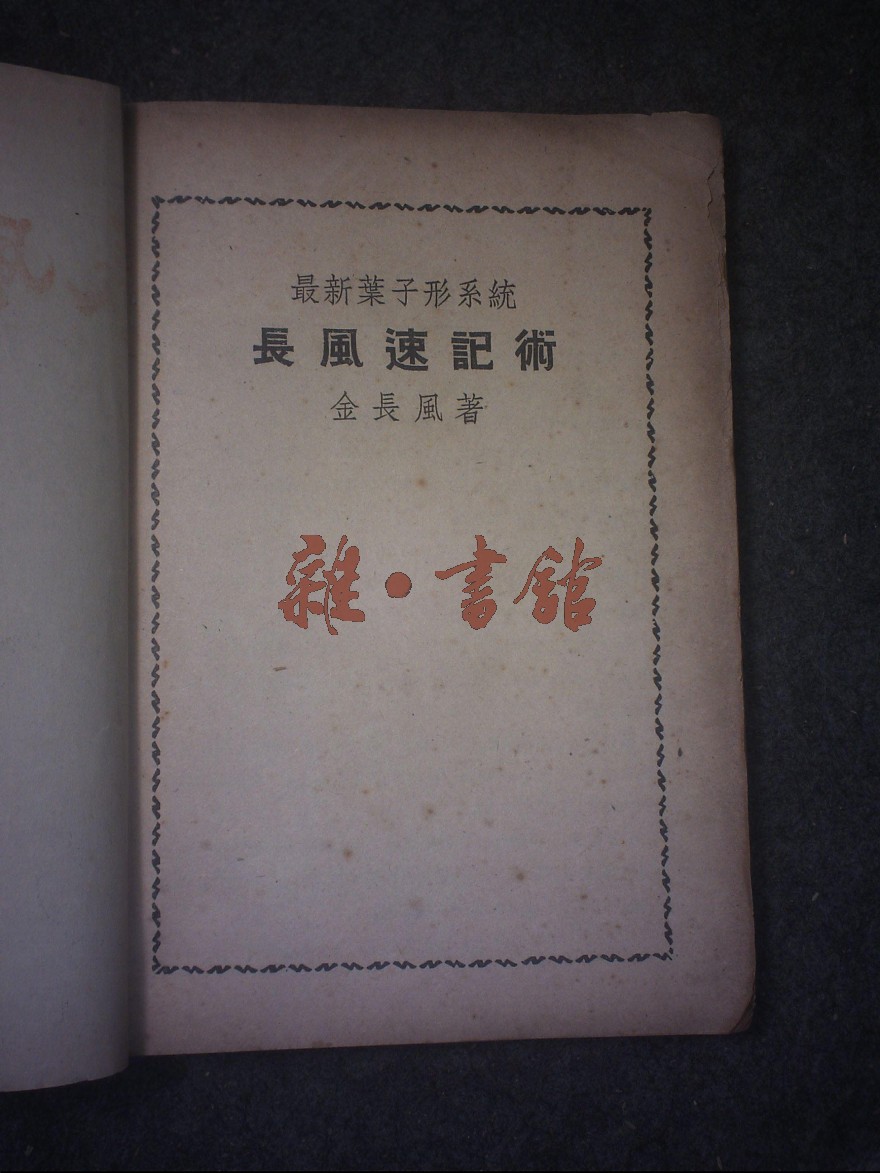 最新葉子形系統
長風速記術
金長風著
雜·書館